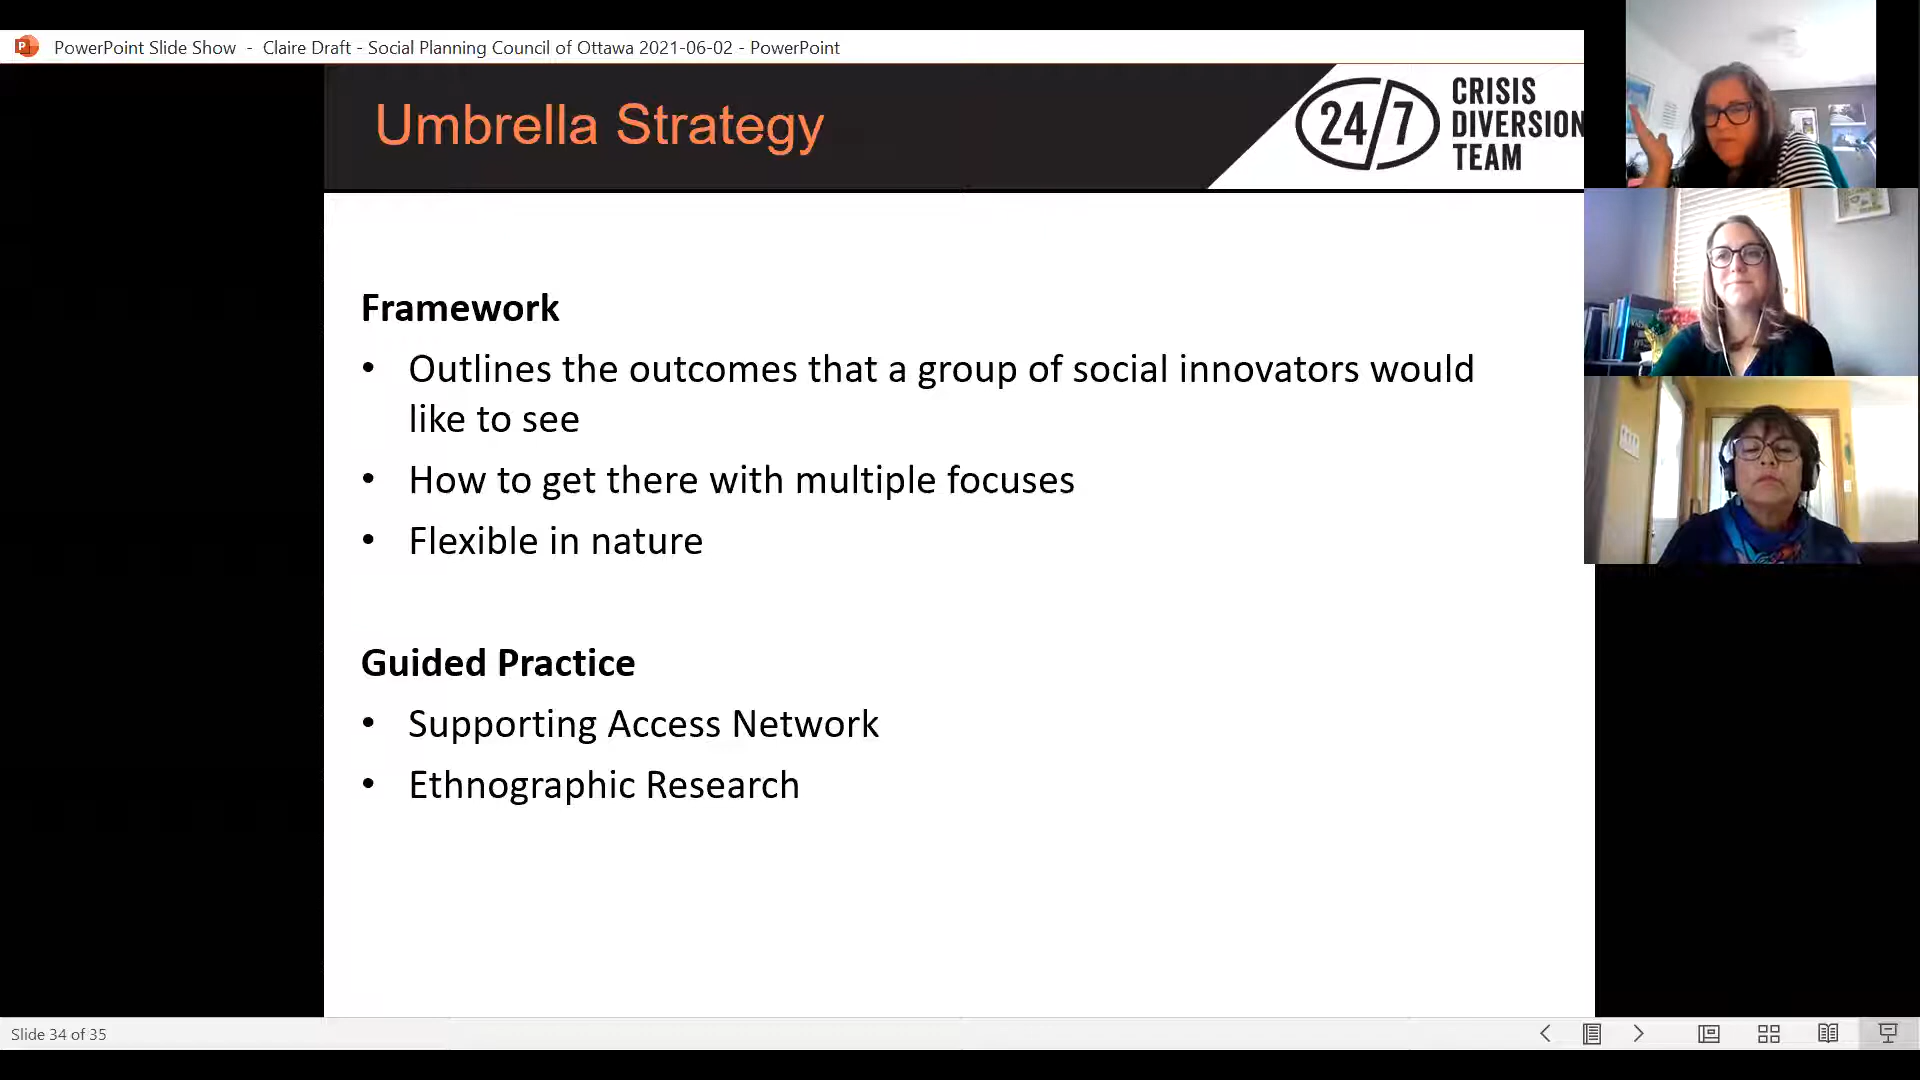 PowerPoint Slide Show - Claire Draft - Social Planning Council of Ottawa 2021-06-02 - PowerPoint
Umbrella Strategy
24/7
CRISIS
DIVERSION
TEAM
Framework
• Outlines the outcomes that a group of social innovators would
like to see
• How to get there with multiple focuses
• Flexible in nature
Guided Practice
• Supporting Access Network
• Ethnographic Research
Slide 34 of 35